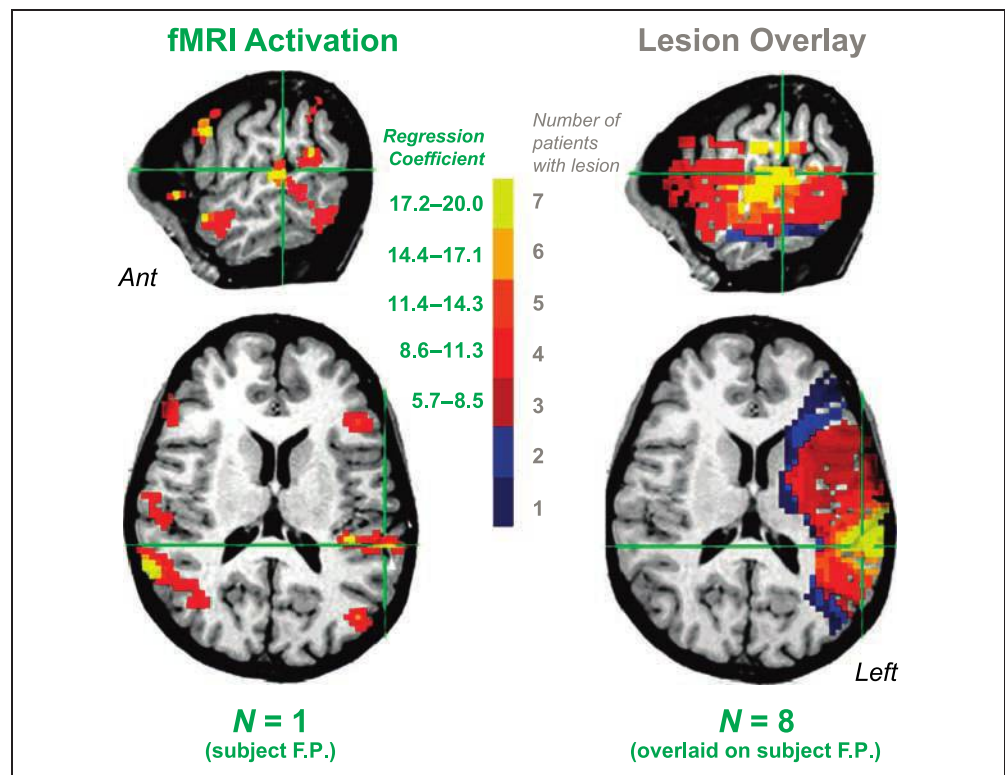 fMRI Activation
Lesion Overlay
Regression
Coefficient
Number of
patients
with lesion
17.2–20.0
7
14.4–17.1
6
11.4–14.3
5
8.6–11.3
4
5.7–8.5
3
2
1
Ant
Left
N = 1
(subject F.P.)
N = 8
(overlaid on subject F.P.)